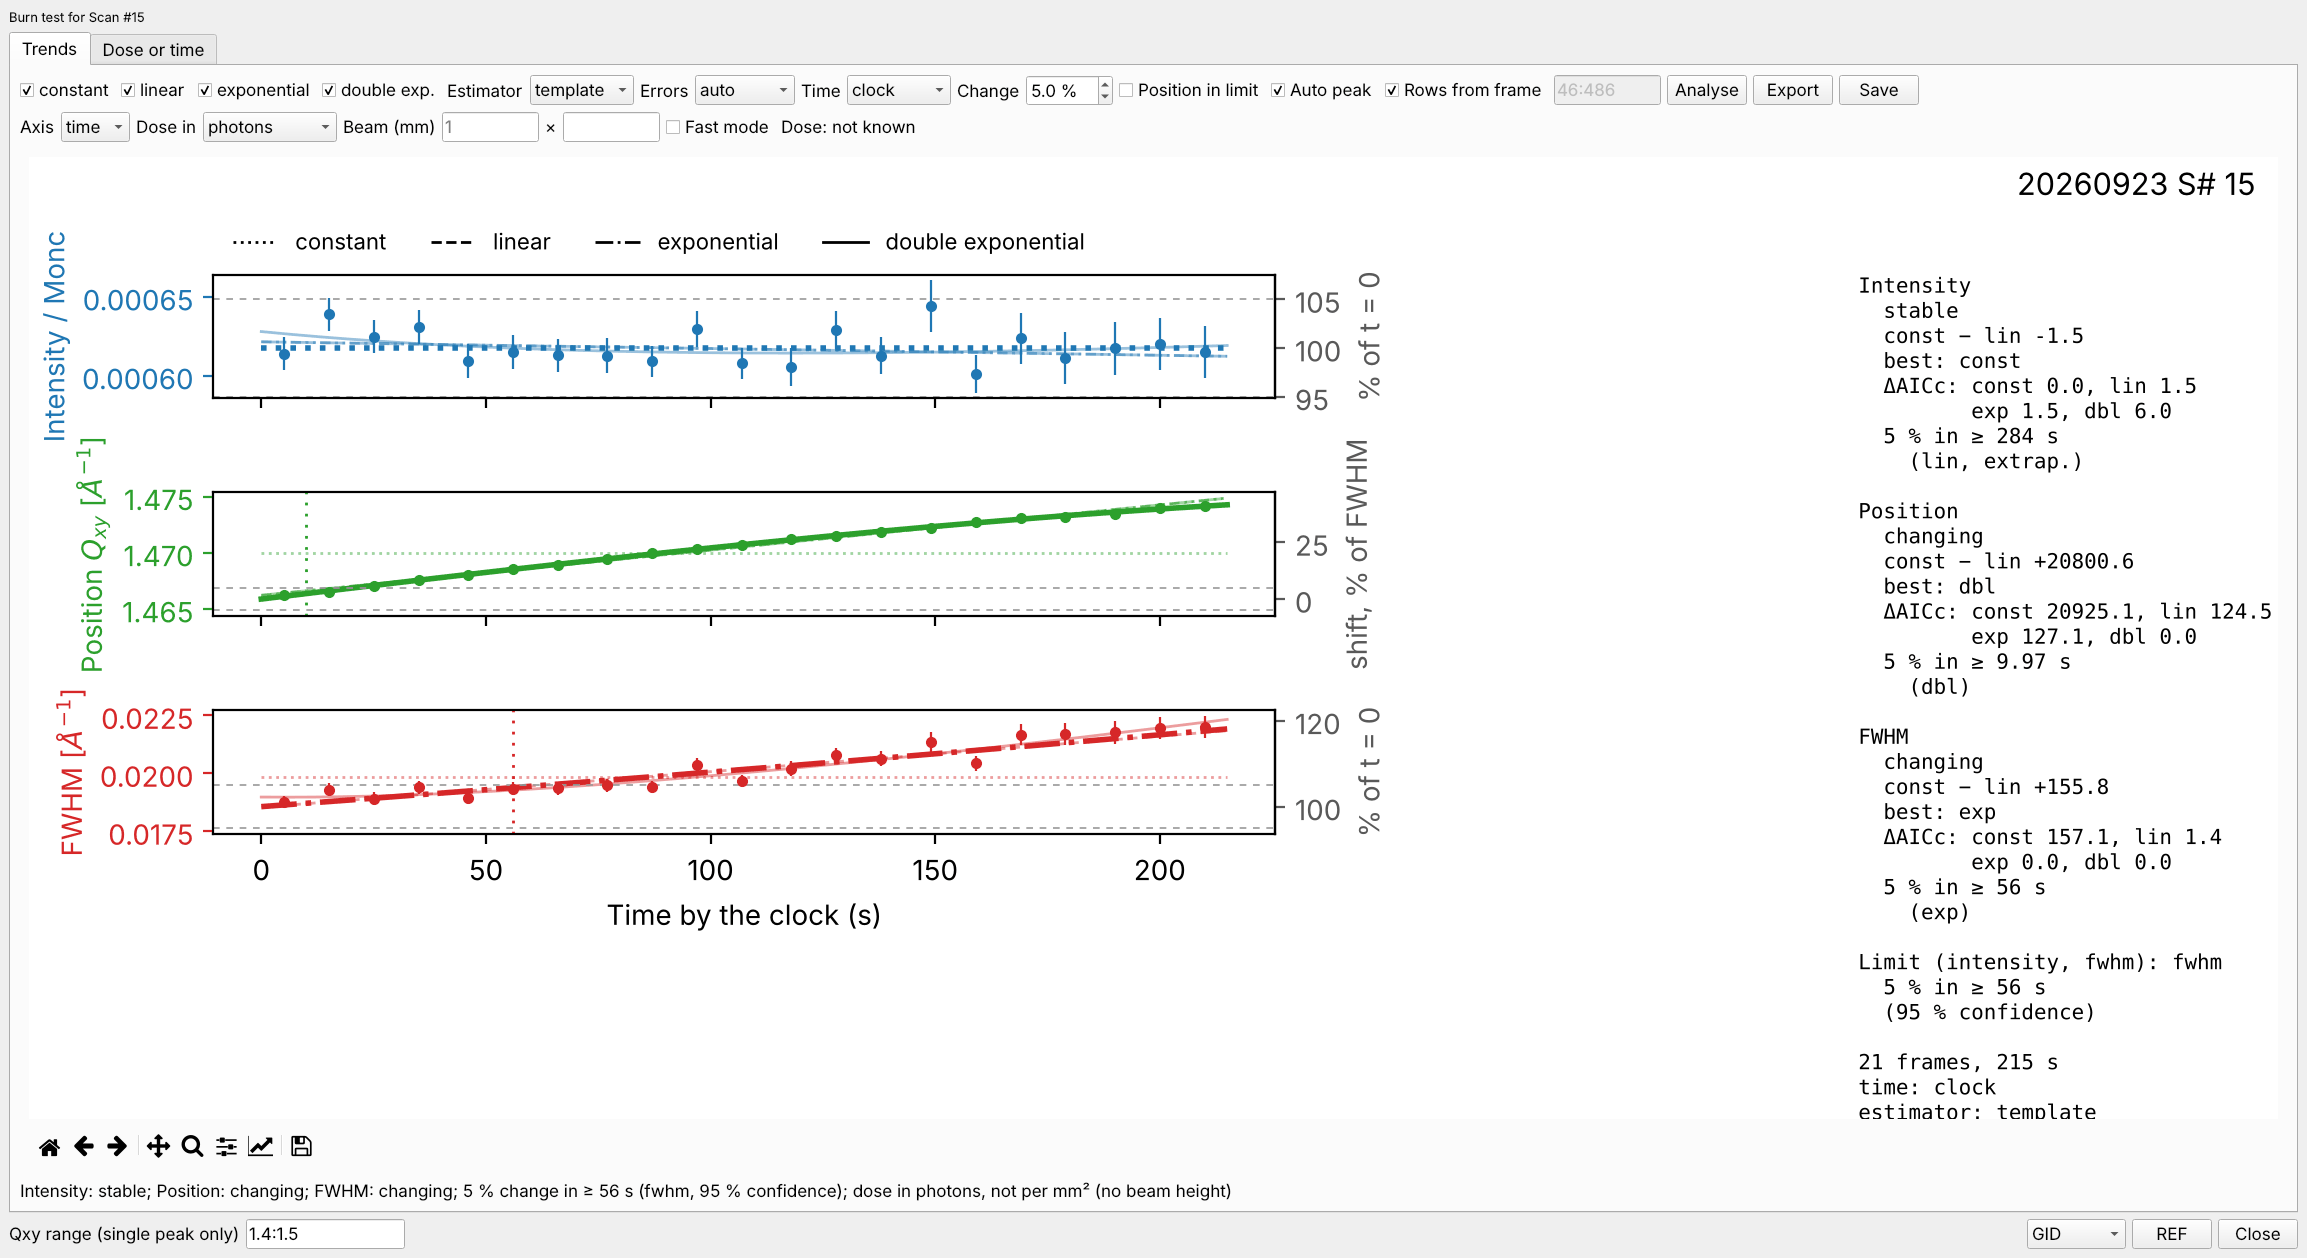 Burn test for Scan #15
Trends Dose or time
constant linear exponential double exp. Estimator template Errors auto Time clock Change 5.0 % Position in limit Auto peak Rows from frame 46:486 Analyse Export Save
Axis time Dose in photons Beam (mm) 1 × Fast mode Dose: not known
20260923 S# 15
constant linear exponential double exponential
Intensity / Monc
0.00065
0.00060
105
100
95
% of t = 0
Position Qxy [Å⁻¹]
1.475
1.470
1.465
25
0
shift, % of FWHM
FWHM [Å⁻¹]
0.0225
0.0200
0.0175
120
100
% of t = 0
0 50 100 150 200
Time by the clock (s)
Intensity
stable
const − lin -1.5
best: const
ΔAICc: const 0.0, lin 1.5
exp 1.5, dbl 6.0
5 % in ≥ 284 s
(lin, extrap.)
Position
changing
const − lin +20800.6
best: dbl
ΔAICc: const 20925.1, lin 124.5
exp 127.1, dbl 0.0
5 % in ≥ 9.97 s
(dbl)
FWHM
changing
const − lin +155.8
best: exp
ΔAICc: const 157.1, lin 1.4
exp 0.0, dbl 0.0
5 % in ≥ 56 s
(exp)
Limit (intensity, fwhm): fwhm
5 % in ≥ 56 s
(95 % confidence)
21 frames, 215 s
time: clock
estimator: template
Intensity: stable; Position: changing; FWHM: changing; 5 % change in ≥ 56 s (fwhm, 95 % confidence); dose in photons, not per mm² (no beam height)
Qxy range (single peak only) 1.4:1.5 GID REF Close